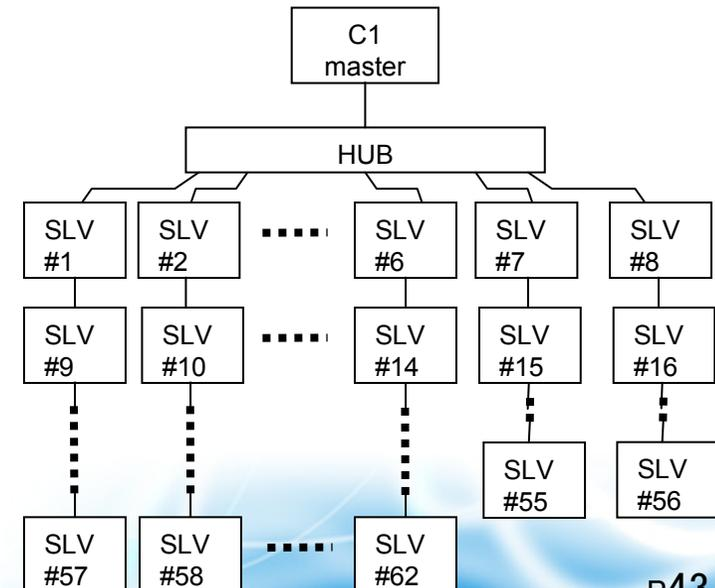 C1
master
HUB
SLV
#1
SLV
#2
SLV
#6
SLV
#7
SLV
#8
SLV
#9
SLV
#10
SLV
#14
SLV
#15
SLV
#16
SLV
#55
SLV
#56
SLV
#57
SLV
#58
SLV
#62
P43